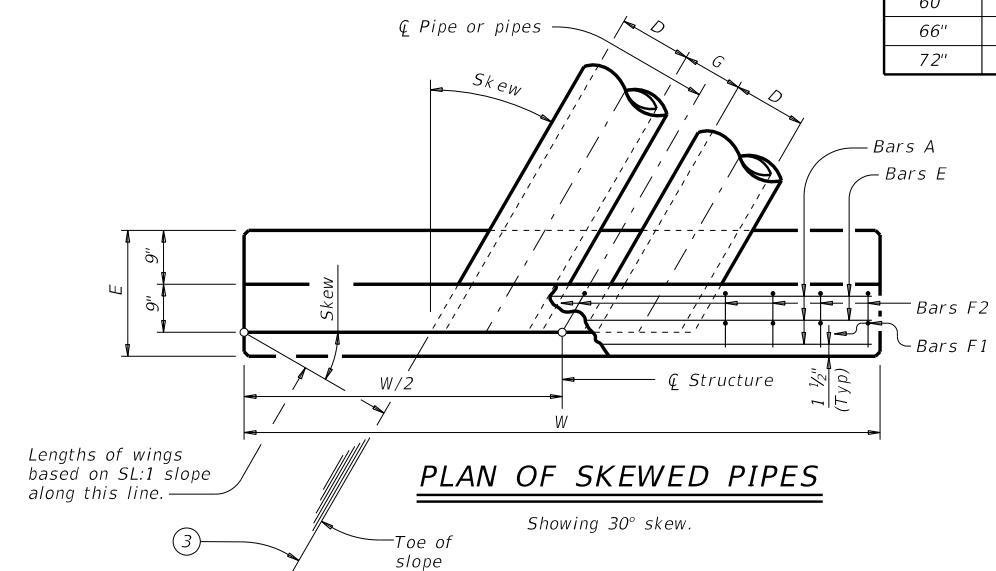 60"
66"
72"
℄ Pipe or pipes
D
G
D
Skew
Bars A
Bars E
E
9"
9"
Skew
Bars F2
Bars F1
1 ½"
(Typ)
W/2
℄ Structure
W
Lengths of wings
based on SL:1 slope
along this line.
PLAN OF SKEWED PIPES
Showing 30° skew.
3
Toe of
slope